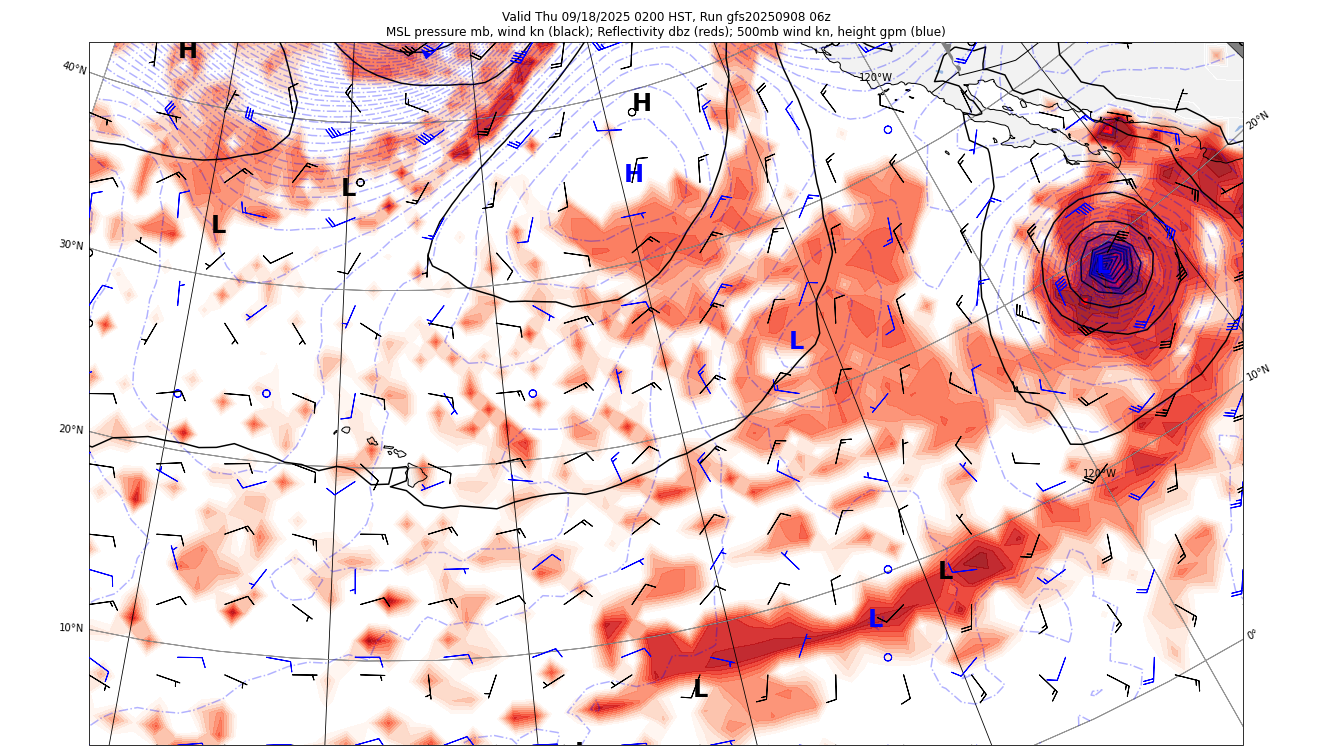 Valid Thu 09/18/2025 0200 HST, Run gfs20250908 06z
MSL pressure mb, wind kn (black); Reflectivity dbz (reds); 500mb wind kn, height gpm (blue)
H
40°N
120°W
H
20°N
H
L
L
30°N
L
L
10°N
20°N
120°W
L
L
10°N
0°
L